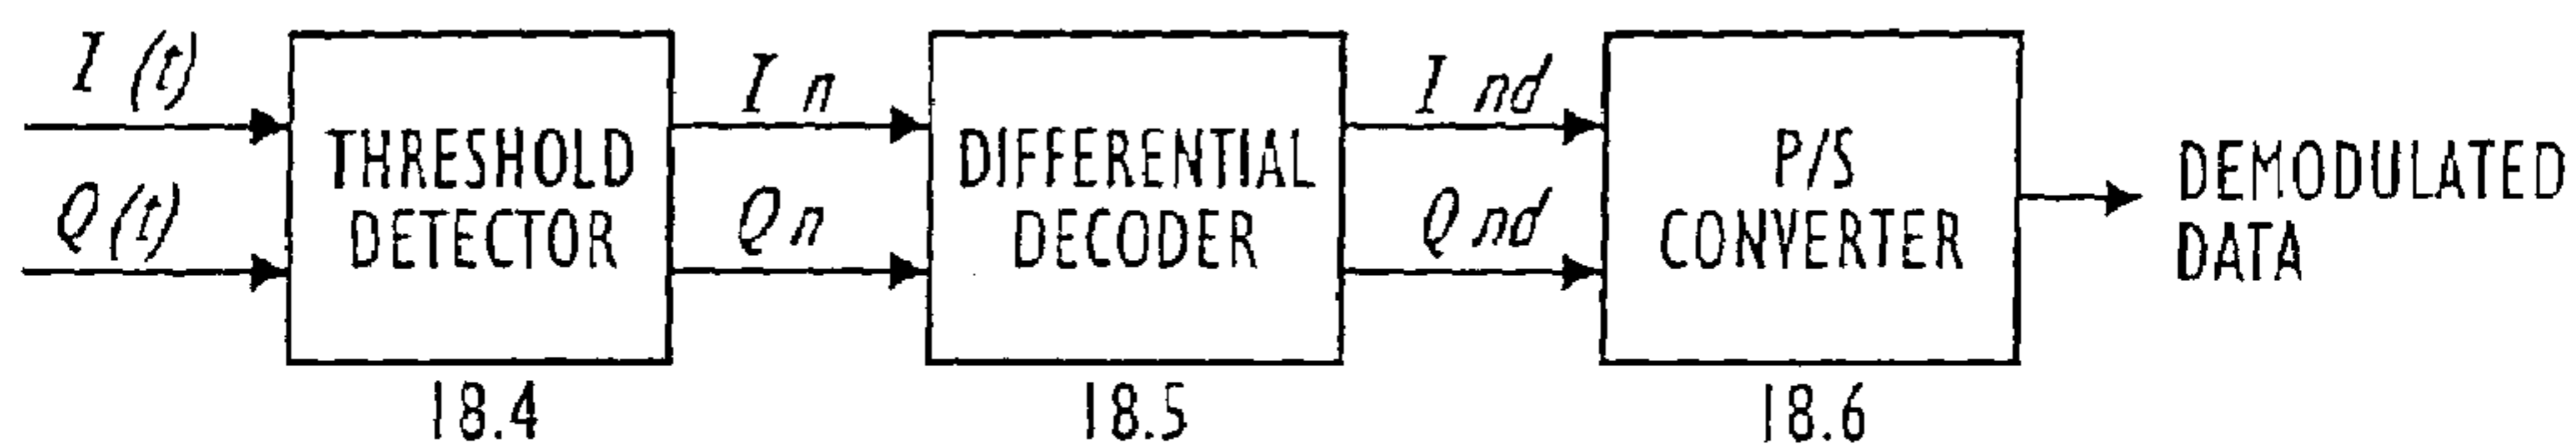 I (t)
Q (t)
THRESHOLD
DETECTOR
18.4
I n
Q n
DIFFERENTIAL
DECODER
18.5
I nd
Q nd
P/S
CONVERTER
18.6
DEMODULATED
DATA